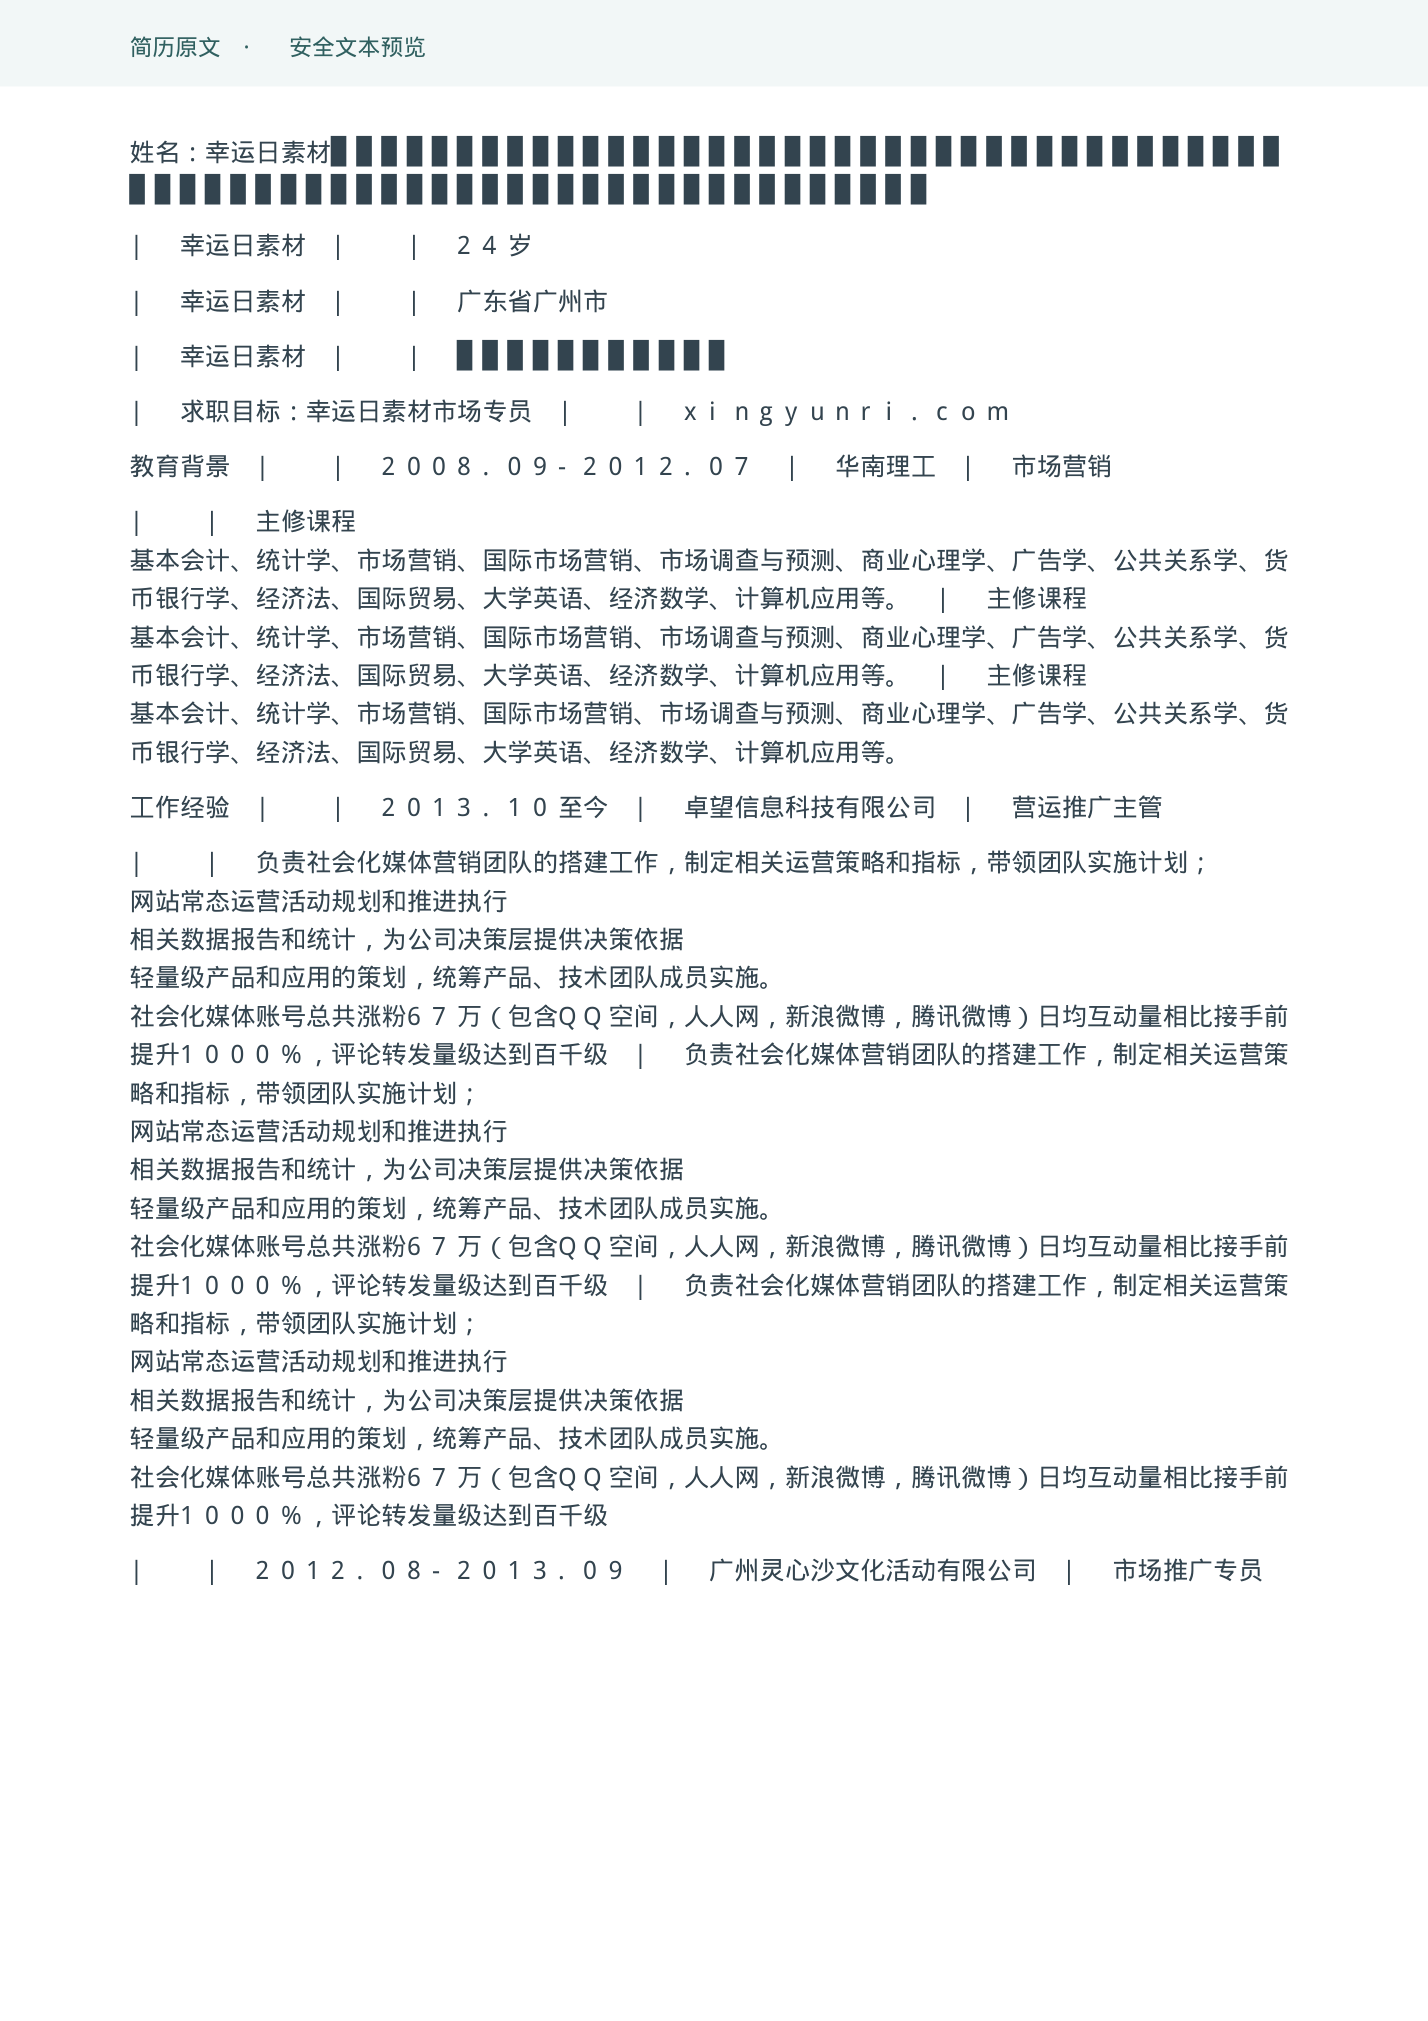 简历原文 · 安全文本预览
姓名：幸运日素材
| 幸运日素材 | | 24岁
| 幸运日素材 | | 广东省广州市
| 幸运日素材 | |
| 求职目标：幸运日素材市场专员 | | xingyunri.com
教育背景 | | 2008.09-2012.07 | 华南理工 | 市场营销
| | 主修课程
基本会计、统计学、市场营销、国际市场营销、市场调查与预测、商业心理学、广告学、公共关系学、货
币银行学、经济法、国际贸易、大学英语、经济数学、计算机应用等。 | 主修课程
基本会计、统计学、市场营销、国际市场营销、市场调查与预测、商业心理学、广告学、公共关系学、货
币银行学、经济法、国际贸易、大学英语、经济数学、计算机应用等。 | 主修课程
基本会计、统计学、市场营销、国际市场营销、市场调查与预测、商业心理学、广告学、公共关系学、货
币银行学、经济法、国际贸易、大学英语、经济数学、计算机应用等。
工作经验 | | 2013.10至今 | 卓望信息科技有限公司 | 营运推广主管
| | 负责社会化媒体营销团队的搭建工作，制定相关运营策略和指标，带领团队实施计划；
网站常态运营活动规划和推进执行
相关数据报告和统计，为公司决策层提供决策依据
轻量级产品和应用的策划，统筹产品、技术团队成员实施。
社会化媒体账号总共涨粉67万（包含QQ空间，人人网，新浪微博，腾讯微博）日均互动量相比接手前
提升1000%，评论转发量级达到百千级 | 负责社会化媒体营销团队的搭建工作，制定相关运营策
略和指标，带领团队实施计划；
网站常态运营活动规划和推进执行
相关数据报告和统计，为公司决策层提供决策依据
轻量级产品和应用的策划，统筹产品、技术团队成员实施。
社会化媒体账号总共涨粉67万（包含QQ空间，人人网，新浪微博，腾讯微博）日均互动量相比接手前
提升1000%，评论转发量级达到百千级 | 负责社会化媒体营销团队的搭建工作，制定相关运营策
略和指标，带领团队实施计划；
网站常态运营活动规划和推进执行
相关数据报告和统计，为公司决策层提供决策依据
轻量级产品和应用的策划，统筹产品、技术团队成员实施。
社会化媒体账号总共涨粉67万（包含QQ空间，人人网，新浪微博，腾讯微博）日均互动量相比接手前
提升1000%，评论转发量级达到百千级
| | 2012.08-2013.09 | 广州灵心沙文化活动有限公司 | 市场推广专员